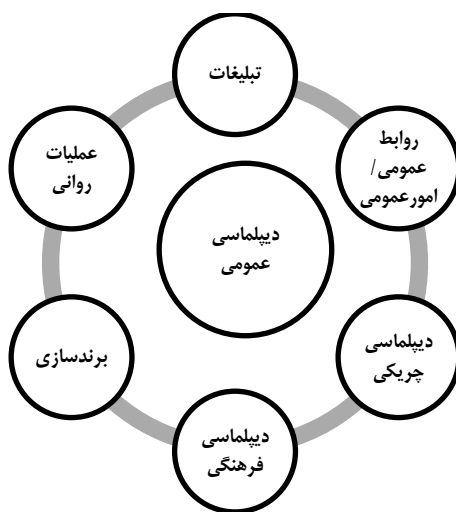 تبلیغات
روابط
عمومی/
امورعمومی
عملیات
روانی
دیپلماسی
عمومی
دیپلماسی
چریکی
برندسازی
دیپلماسی
فرهنگی